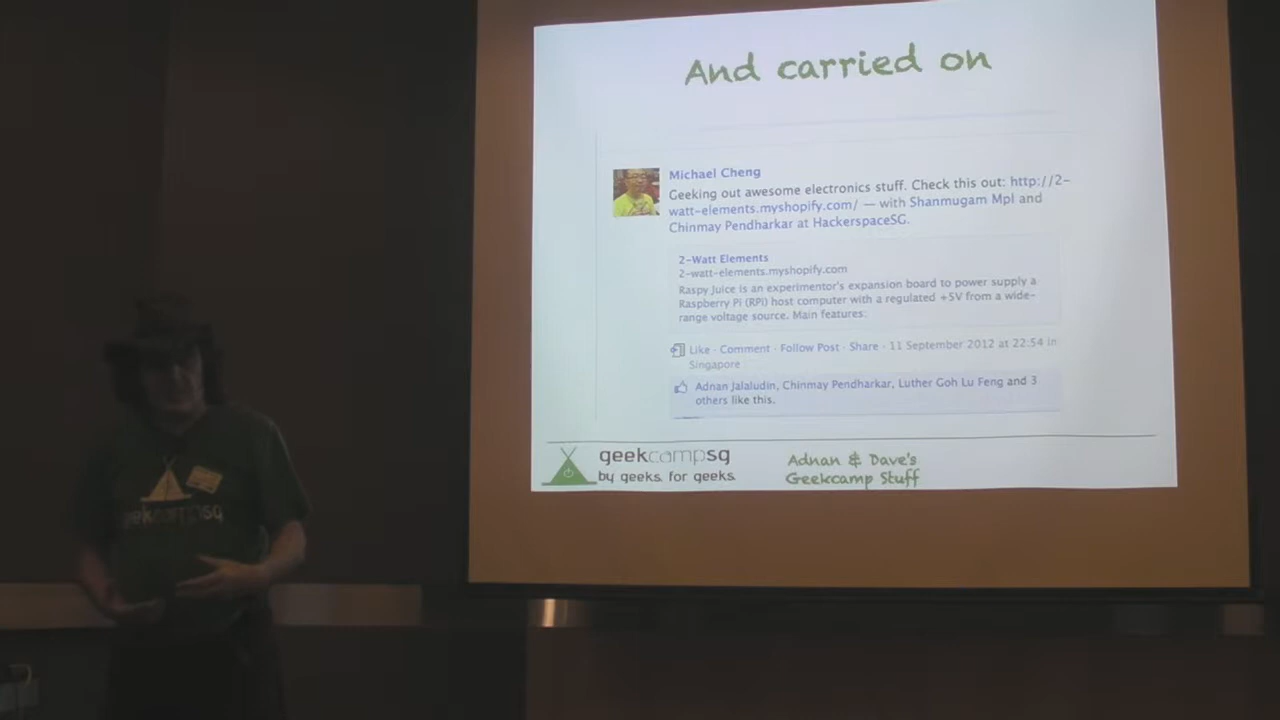 And carried on
Michael Cheng
Geeking out awesome electronics stuff. Check this out: http://2-
watt-elements.myshopify.com/ — with Shanmugam Mpl and
Chinmay Pendharkar at HackerspaceSG.
2-Watt Elements
2-watt-elements.myshopify.com
Raspy Juice is an experimentor's expansion board to power supply a
Raspberry Pi (RPi) host computer with a regulated +5V from a wide-
range voltage source. Main features:
Like · Comment · Follow Post · Share · 11 September 2012 at 22:54 in
Singapore
Adnan Jalaludin, Chinmay Pendharkar, Luther Goh Lu Feng and 3
others like this.
geekcampsg
by geeks. for geeks.
Adnan & Dave's
Geekcamp Stuff
geekcampsg